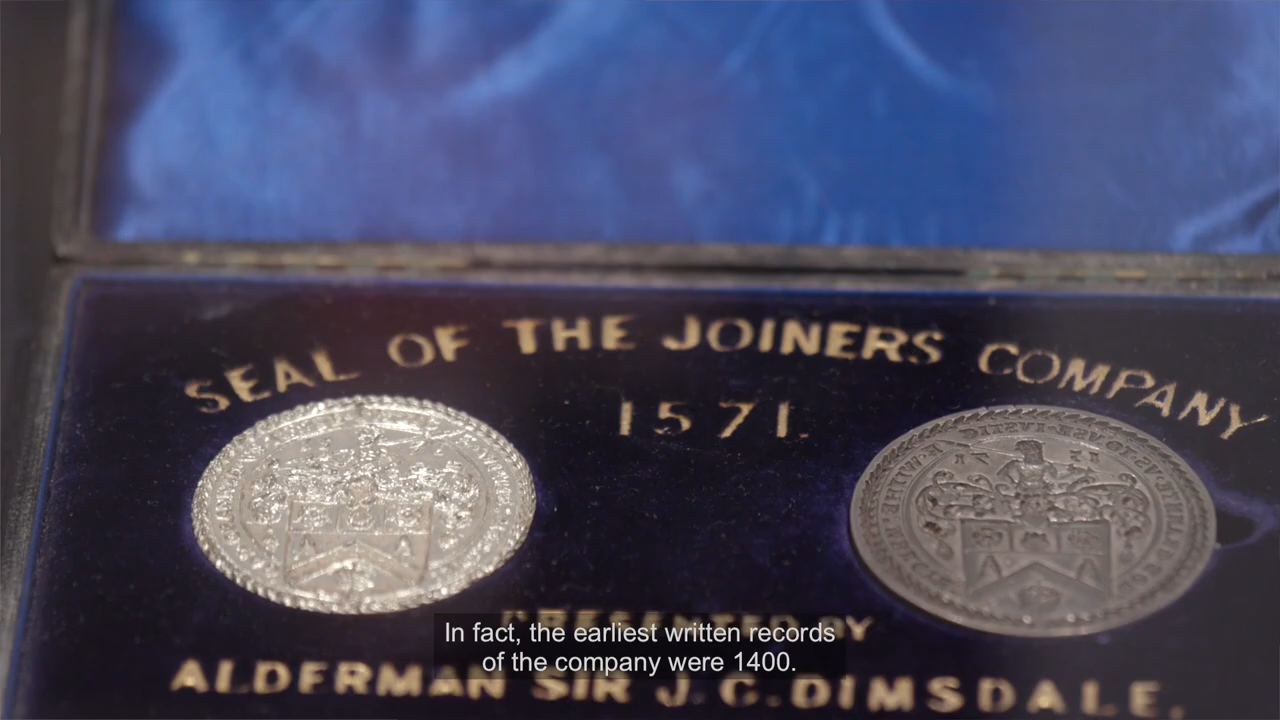 SEAL OF THE JOINERS COMPANY
1571.
BY
ALDERMAN SIR J. C. DIMSDALE.
In fact, the earliest written records
of the company were 1400.